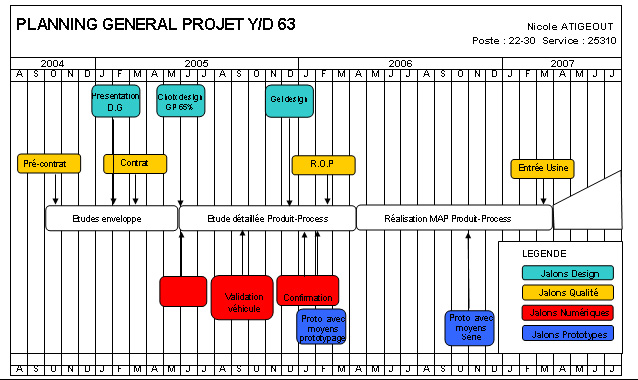 PLANNING GENERAL PROJET Y/D 63
Nicole ATIGEOUT
Poste : 22-30 Service : 25310
2004 2005 2006 2007
A S O N D J F M A M J J A S O N D J F M A M J J A S O N D J F M A M J J
Presentation
D.G
Choix design
GP 65%
Gel design
Pré-contrat
Contrat
R.O.P
Entrée Usine
Etudes enveloppe
Etude détaillée Produit-Process
Réalisation MAP Produit-Process
Validation
véhicule
Confirmation
Proto avec
moyens
prototypage
Proto avec
moyens
Serie
LEGENDE
Jalons Design
Jalons Qualité
Jalons Numériques
Jalons Prototypes
A S O N D J F M A M J J A S O N D J F M A M J J A S O N D J F M A M J J